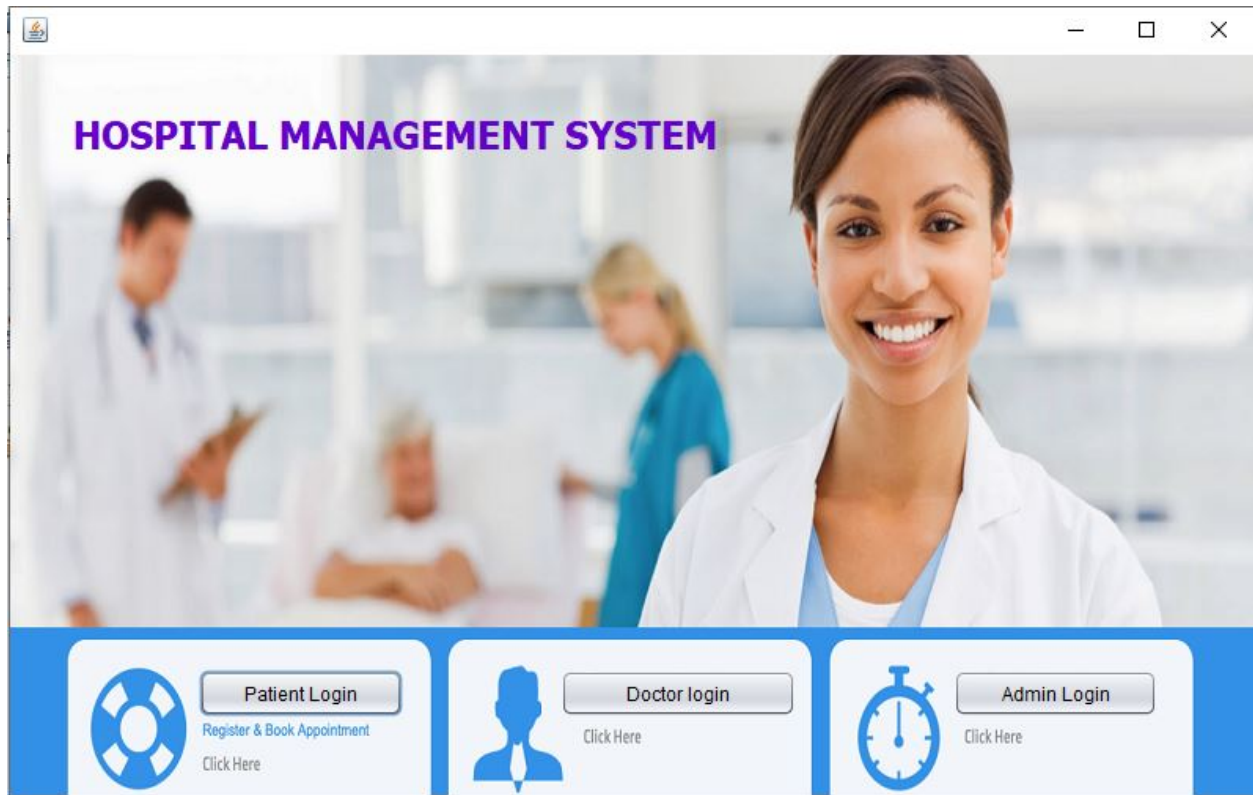 HOSPITAL MANAGEMENT SYSTEM
Patient Login
Register & Book Appointment
Click Here
Doctor login
Click Here
Admin Login
Click Here